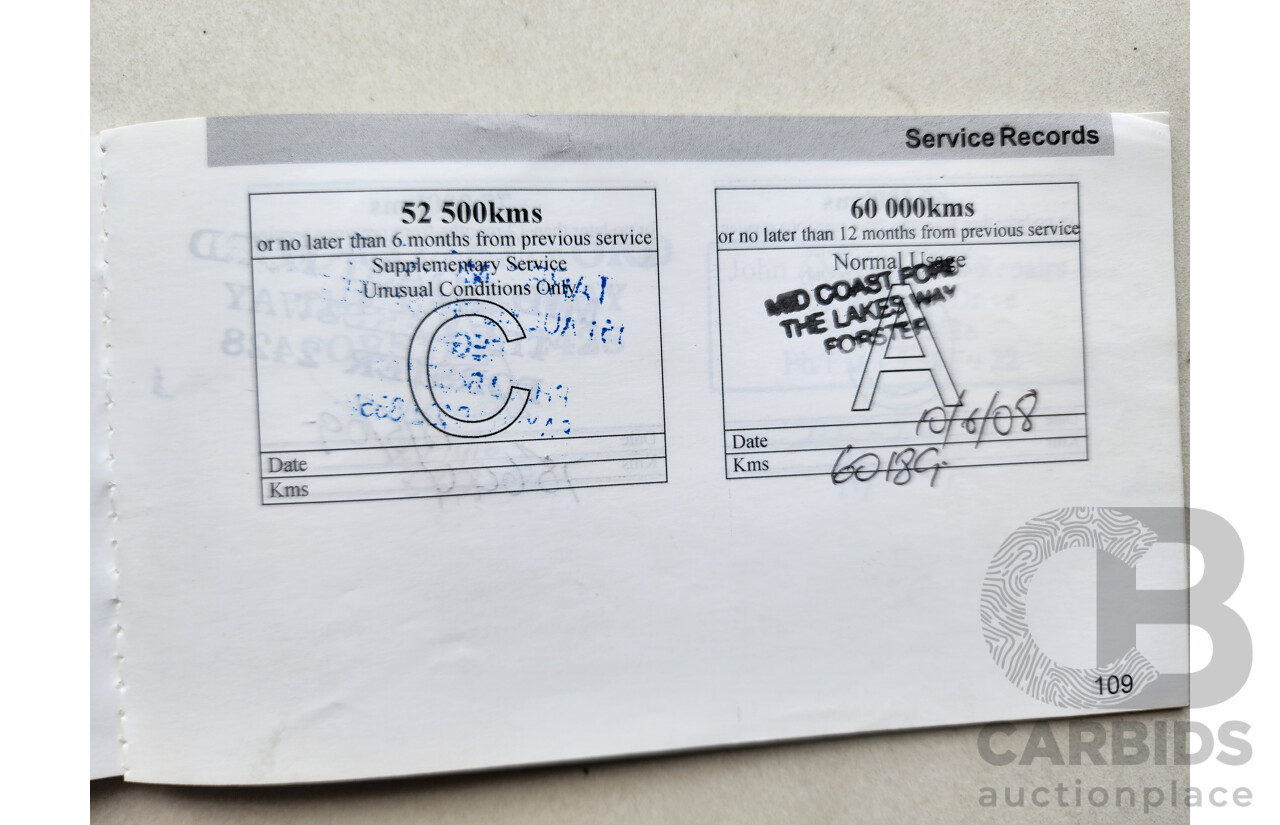 Service Records
52 500kms
or no later than 6 months from previous service
Supplementary Service
Unusual Conditions Only
C
Date
Kms
60 000kms
or no later than 12 months from previous service
Normal Usage
MID COAST FORD
THE LAKES WAY
FORSTER
A
Date 10/6/08
Kms 60189
109
CB
CARBIDS
auctionplace